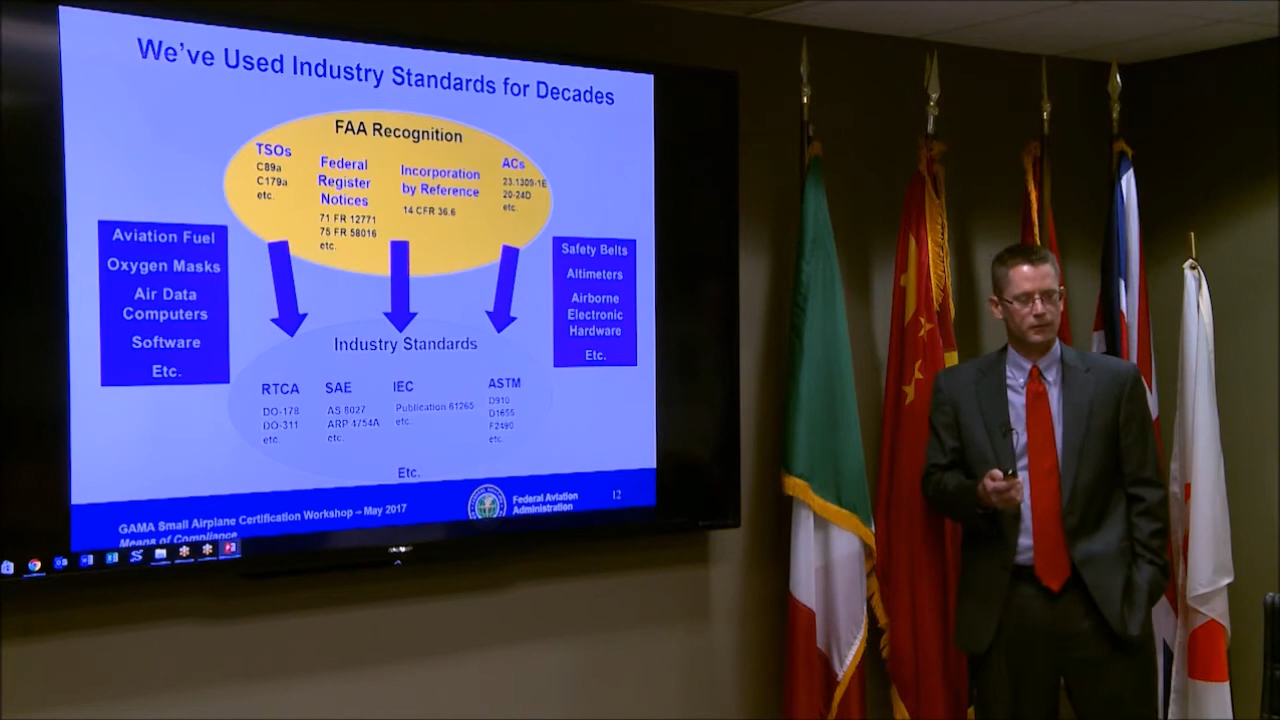 We've Used Industry Standards for Decades
FAA Recognition
TSOs
C89a
C179a
etc.
Federal
Register
Notices
71 FR 12771
75 FR 58016
etc.
Incorporation
by Reference
14 CFR 36.6
ACs
23.1309-1E
20-24D
etc.
Aviation Fuel
Oxygen Masks
Air Data
Computers
Software
Etc.
Safety Belts
Altimeters
Airborne
Electronic
Hardware
Etc.
Industry Standards
RTCA
DO-178
DO-311
etc.
SAE
AS 8027
ARP 4754A
etc.
IEC
Publication 61265
etc.
ASTM
D910
D1655
F2490
etc.
Etc.
GAMA Small Airplane Certification Workshop – May 2017
Means of Compliance
Federal Aviation
Administration
12